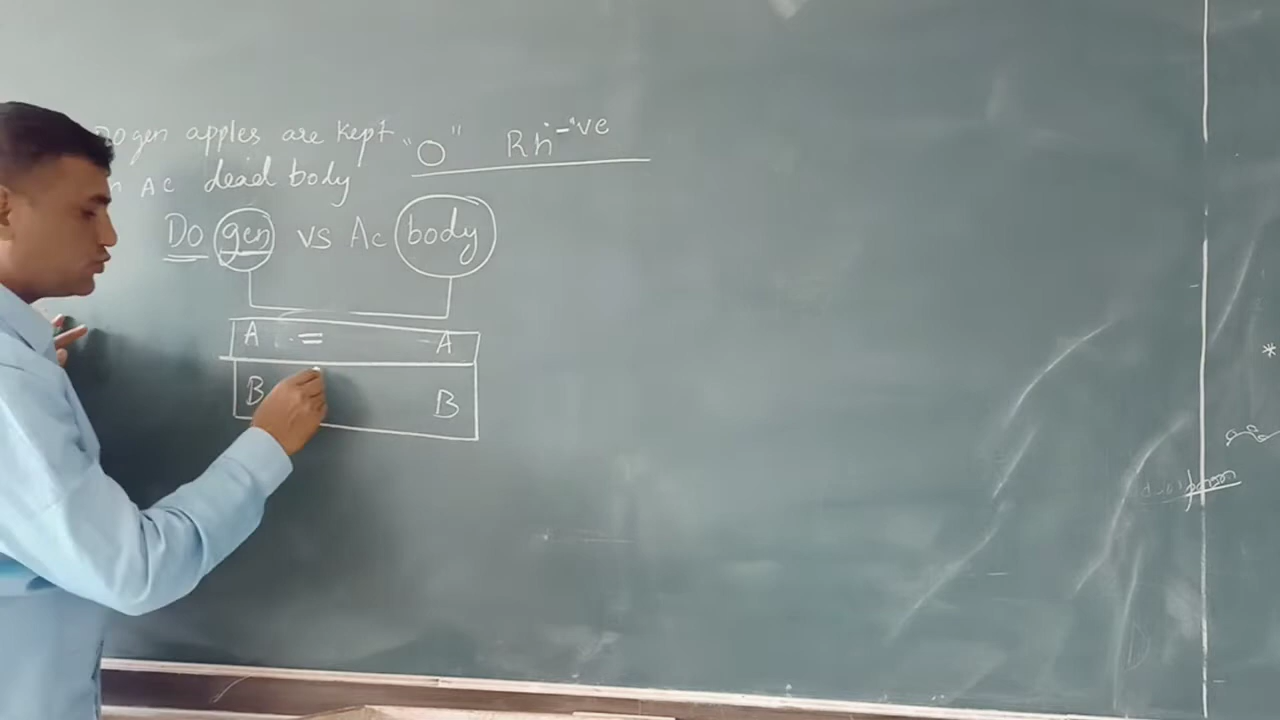 Dogen apples are kept "O" Rh -ve
AC dead body
Do gen vs Ac body
A = A
B B